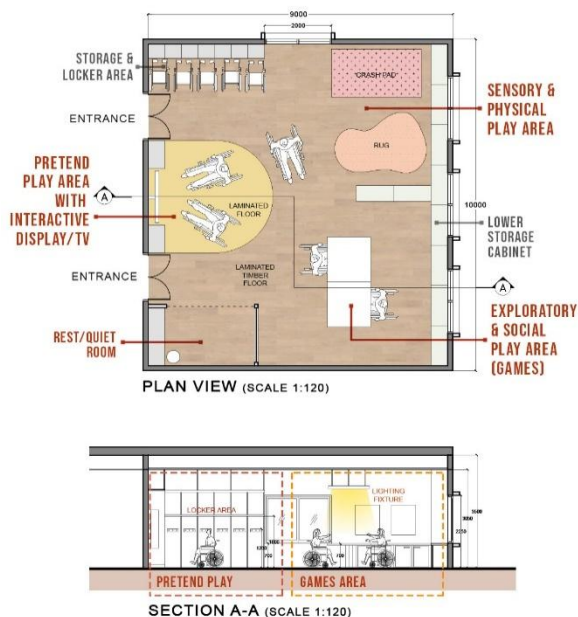 9000
2000
STORAGE &
LOCKER AREA
CRASH PAD
SENSORY &
PHYSICAL
PLAY AREA
ENTRANCE
RUG
PRETEND
PLAY AREA
WITH
INTERACTIVE
DISPLAY/TV
A
LAMINATED
FLOOR
10000
LOWER
STORAGE
CABINET
ENTRANCE
LAMINATED
TIMBER
FLOOR
A
EXPLORATORY
& SOCIAL
PLAY AREA
(GAMES)
REST/QUIET
ROOM
PLAN VIEW (SCALE 1:120)
LOCKER AREA
LIGHTING
FIXTURE
700
700
PRETEND PLAY
GAMES AREA
SECTION A-A (SCALE 1:120)